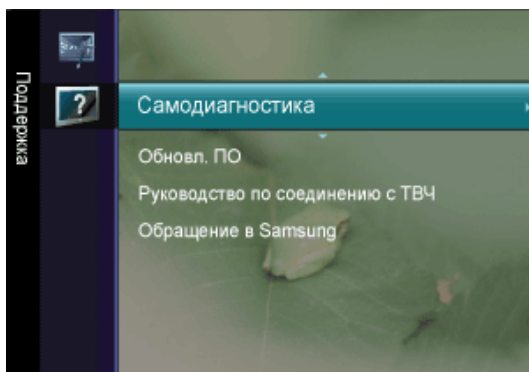 Поддержка
Самодиагностика
Обновл. ПО
Руководство по соединению с ТВЧ
Обращение в Samsung